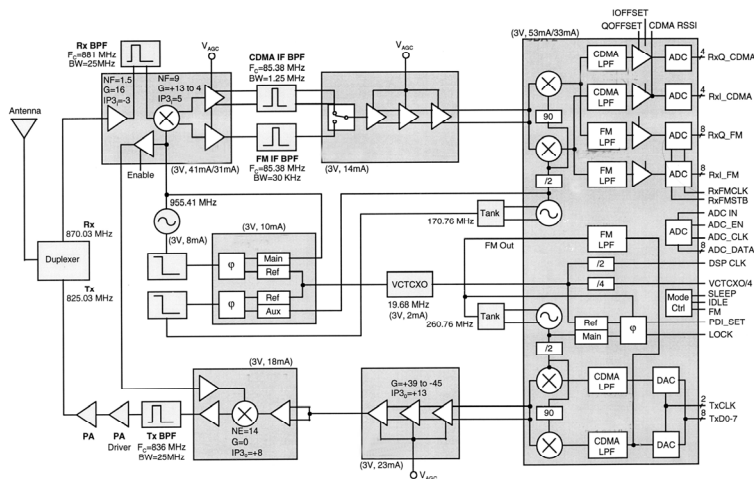 IOFFSET
QOFFSET
CDMA RSSI
Rx BPF
FC=881 MHz
BW=25MHz
VAGC
CDMA IF BPF
FC=85.38 MHz
BW=1.25 MHz
(3V, 53mA/33mA)
NF=1.5
G=16
IP3I=-3
NF=9
G=+13 to 4
IP3I=5
VAGC
CDMA
LPF
ADC
4
RxQ_CDMA
Antenna
CDMA
LPF
ADC
4
RxI_CDMA
90
FM
LPF
ADC
8
RxQ_FM
FM IF BPF
FC=85.38 MHz
BW=30 KHz
Enable
(3V, 41mA/31mA)
(3V, 14mA)
/2
FM
LPF
ADC
8
RxI_FM
RxFMCLK
RxFMSTB
955.41 MHz
(3V, 8mA)
(3V, 10mA)
170.76 MHz
Tank
ADC IN
ADC_EN
ADC_CLK
ADC
8
ADC_DATA
Rx
870.03 MHz
Duplexer
Tx
825.03 MHz
φ
Main
Ref
FM Out
FM
LPF
/2
DSP CLK
VCTCXO
/4
VCTCXO/4
φ
Ref
Aux
19.68 MHz
(3V, 2mA)
Tank
260.76 MHz
Mode
Ctrl
SLEEP
IDLE
FM
Ref
Main
φ
PDI_SET
LOCK
/2
(3V, 18mA)
G=+39 to -45
IP3O=+13
CDMA
LPF
DAC
2
TxCLK
90
8
TxD0-7
PA
PA
Driver
Tx BPF
FC=836 MHz
BW=25MHz
NE=14
G=0
IP3O=+8
(3V, 23mA)
VAGC
CDMA
LPF
DAC